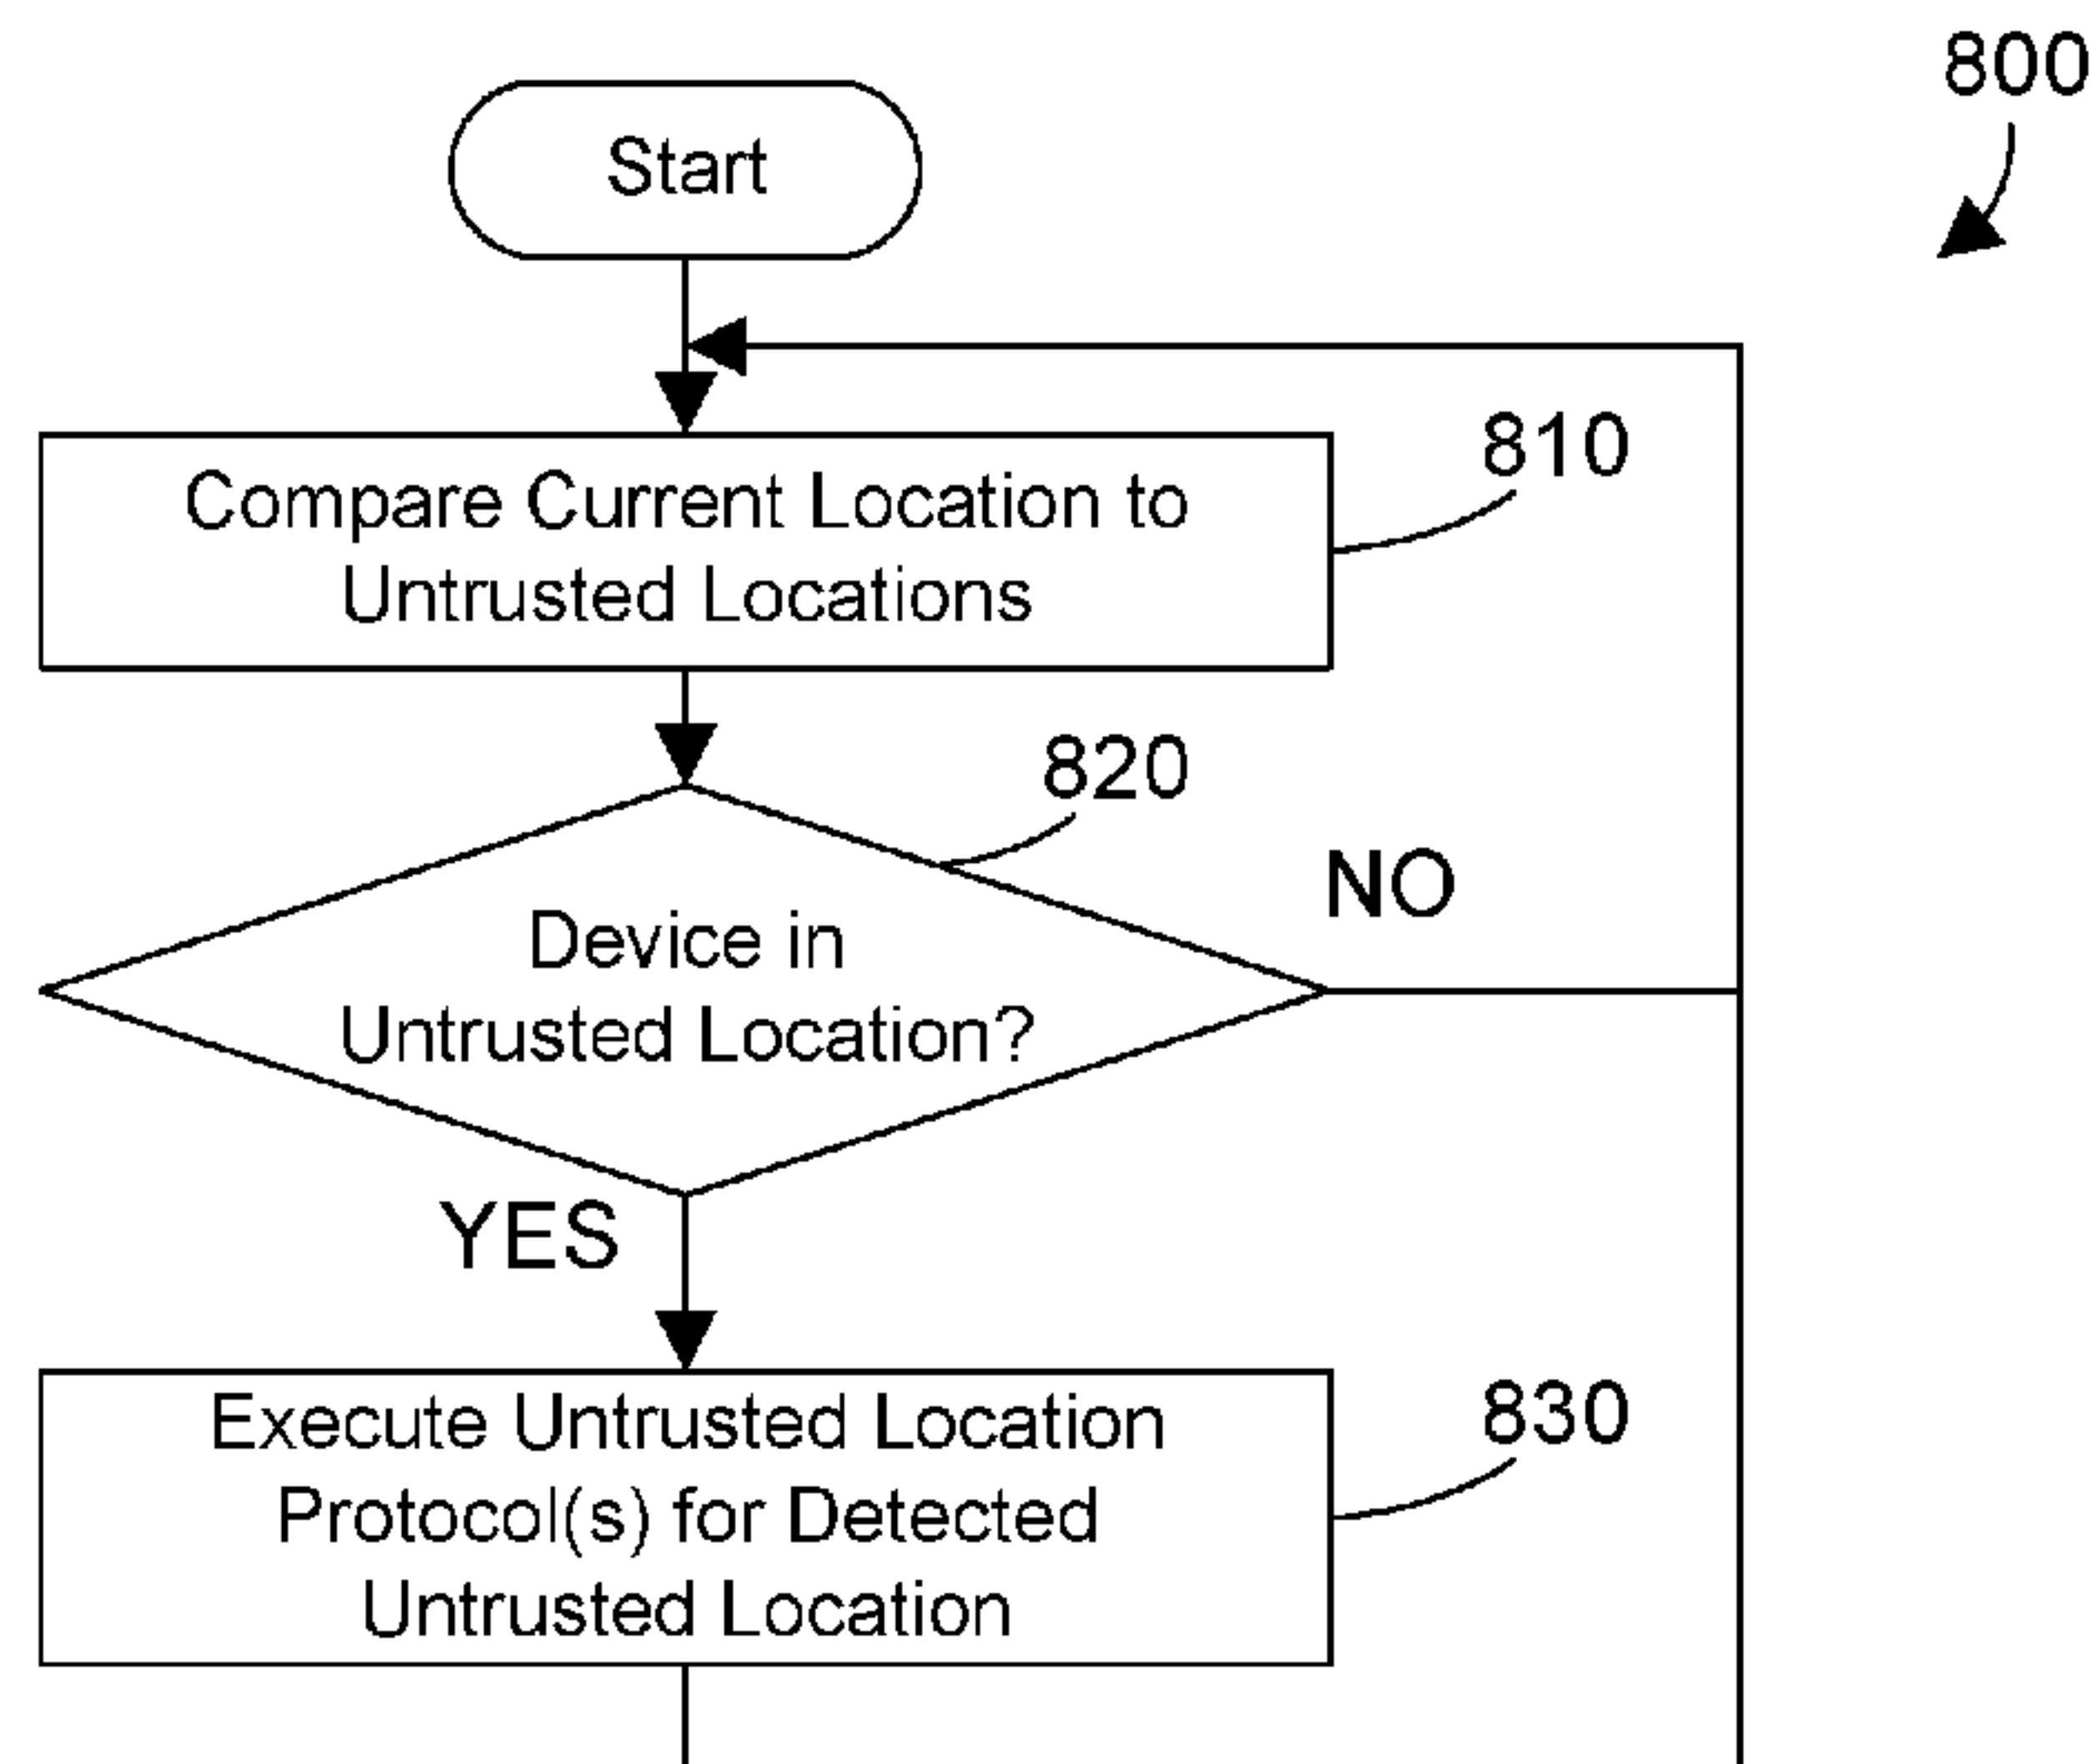 800
Start
810
Compare Current Location to
Untrusted Locations
820
NO
Device in
Untrusted Location?
YES
830
Execute Untrusted Location
Protocol(s) for Detected
Untrusted Location